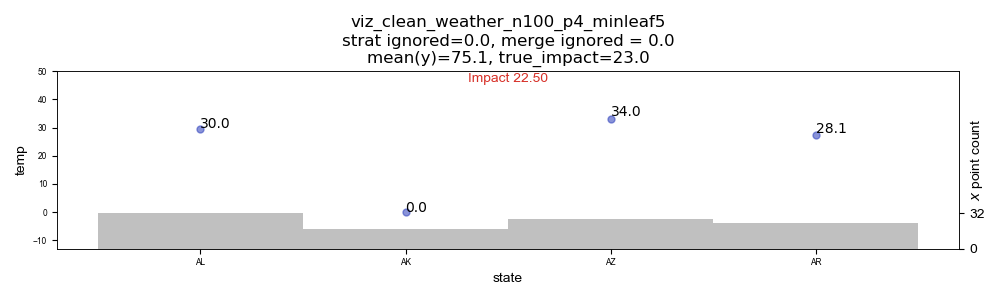 viz_clean_weather_n100_p4_minleaf5
strat ignored=0.0, merge ignored = 0.0
mean(y)=75.1, true_impact=23.0
Impact 22.50
50
40
30
20
10
0
−10
temp
30.0
0.0
34.0
28.1
32
0
x point count
AL
AK
AZ
AR
state